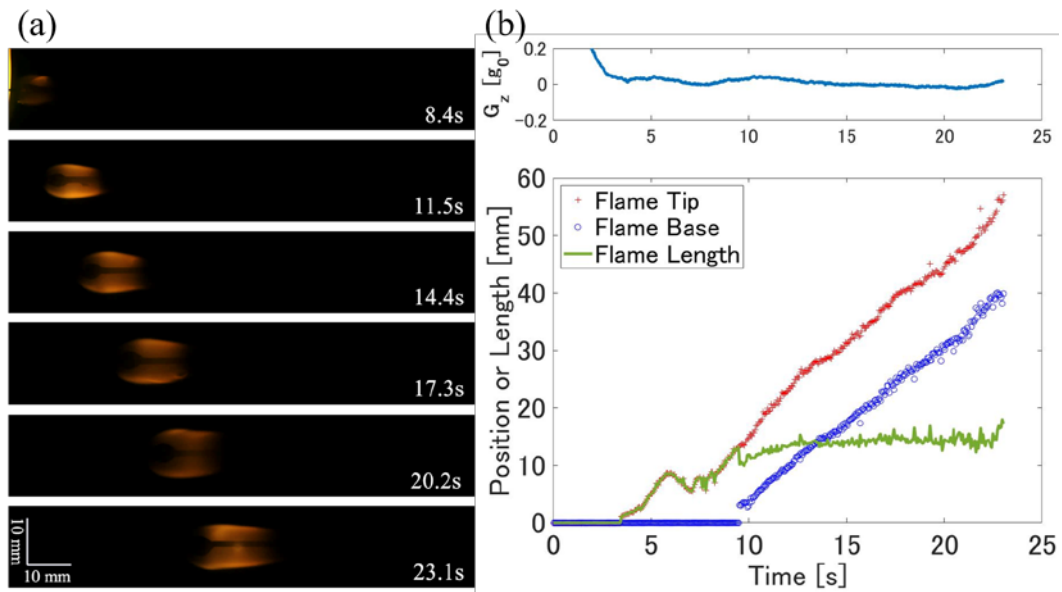 (a)
8.4s
11.5s
14.4s
17.3s
20.2s
23.1s
10 mm
10 mm
(b)
G_z [g_0]
0.2
0
-0.2
0 5 10 15 20 25
Position or Length [mm]
60
50
40
30
20
10
0
Flame Tip
Flame Base
Flame Length
0 5 10 15 20 25
Time [s]